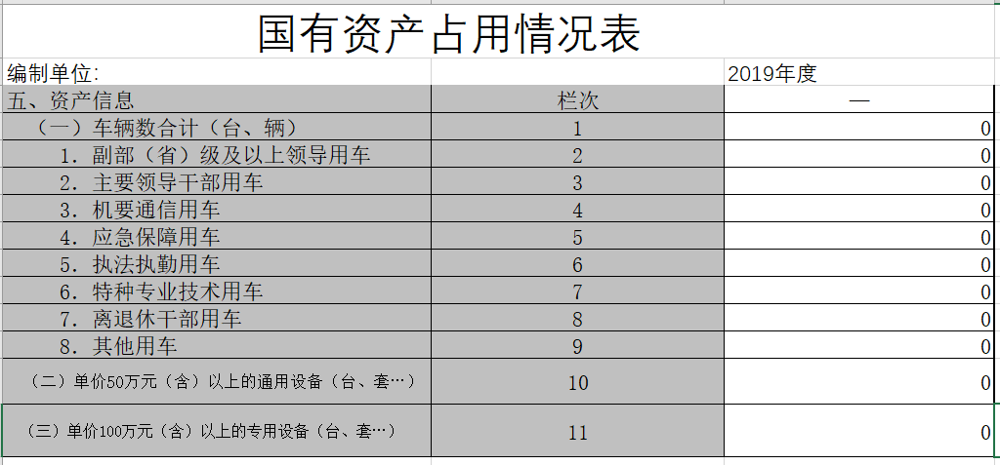 国有资产占用情况表
编制单位: 2019年度
五、资产信息 栏次 —
（一）车辆数合计（台、辆） 1 0
1．副部（省）级及以上领导用车 2 0
2．主要领导干部用车 3 0
3．机要通信用车 4 0
4．应急保障用车 5 0
5．执法执勤用车 6 0
6．特种专业技术用车 7 0
7．离退休干部用车 8 0
8．其他用车 9 0
（二）单价50万元（含）以上的通用设备（台、套…） 10 0
（三）单价100万元（含）以上的专用设备（台、套…） 11 0